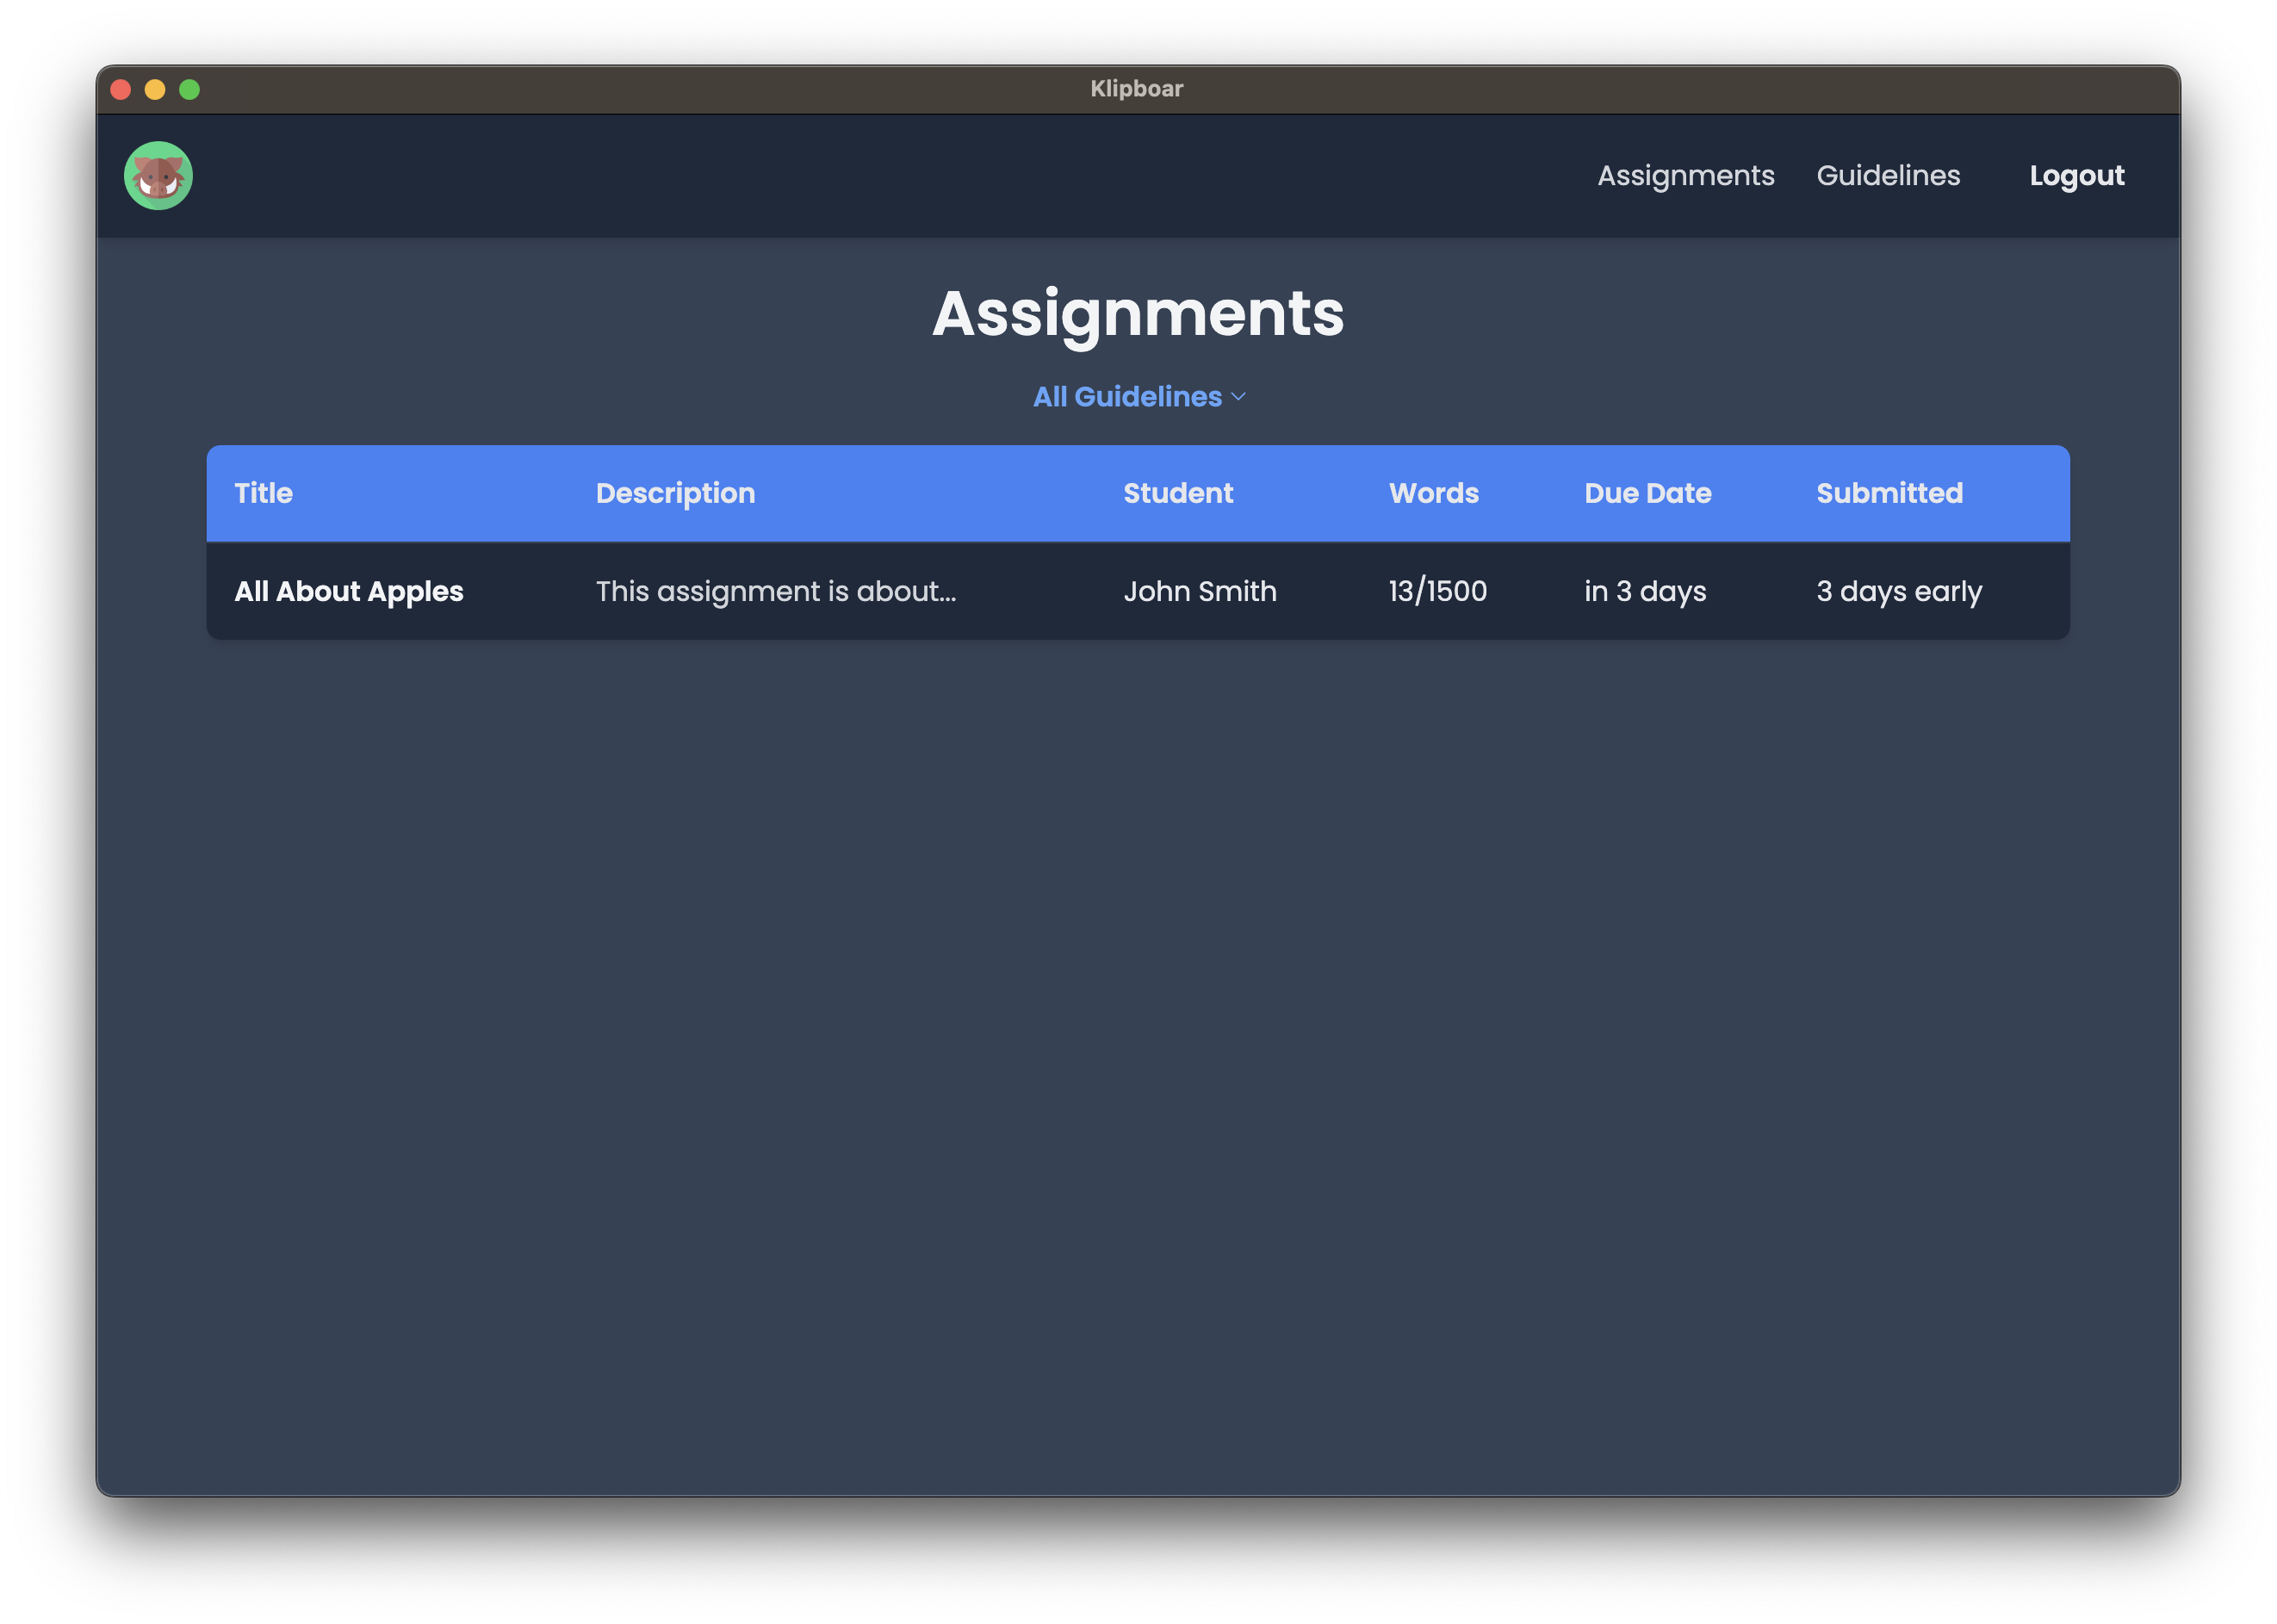 Klipboar
Assignments Guidelines Logout
Assignments
All Guidelines
Title Description Student Words Due Date Submitted
All About Apples This assignment is about... John Smith 13/1500 in 3 days 3 days early